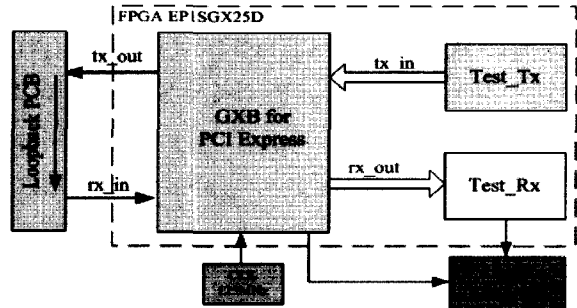 FPGA EP1SGX25D
tx_out
tx_in
Test_Tx
Loopback PCB
GXB for
PCI Express
rx_out
rx_in
Test_Rx